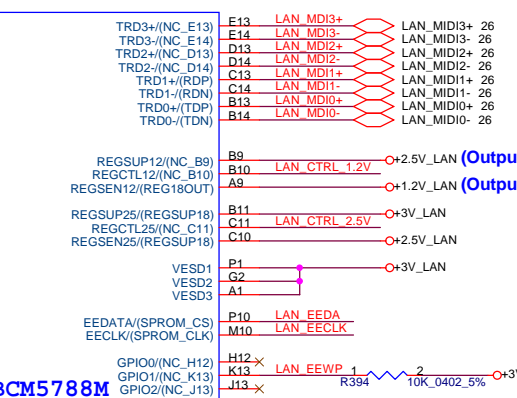 TRD3+/(NC_E13) E13 LAN_MDI3+ LAN_MIDI3+ 26
TRD3-/(NC_E14) E14 LAN_MDI3- LAN_MIDI3- 26
TRD2+/(NC_D13) D13 LAN_MDI2+ LAN_MIDI2+ 26
TRD2-/(NC_D14) D14 LAN_MDI2- LAN_MIDI2- 26
TRD1+/(RDP) C13 LAN_MDI1+ LAN_MIDI1+ 26
TRD1-/(RDN) C14 LAN_MDI1- LAN_MIDI1- 26
TRD0+/(TDP) B13 LAN_MDI0+ LAN_MIDI0+ 26
TRD0-/(TDN) B14 LAN_MDI0- LAN_MIDI0- 26
REGSUP12/(NC_B9) B9 +2.5V_LAN (Outpu
REGCTL12/(NC_B10) B10 LAN_CTRL_1.2V
REGSEN12/(REG18OUT) A9 +1.2V_LAN (Outpu
REGSUP25/(REGSUP18) B11 +3V_LAN
REGCTL25/(NC_C11) C11 LAN_CTRL_2.5V
REGSEN25/(REGSUP18) C10 +2.5V_LAN
VESD1 P1 +3V_LAN
VESD2 G2
VESD3 A1
EEDATA/(SPROM_CS) P10 LAN_EEDA
EECLK/(SPROM_CLK) M10 LAN_EECLK
GPIO0/(NC_H12) H12
GPIO1/(NC_K13) K13 LAN_EEWP 1 2 +3V
BCM5788M GPIO2/(NC_J13) J13 R394 10K_0402_5%